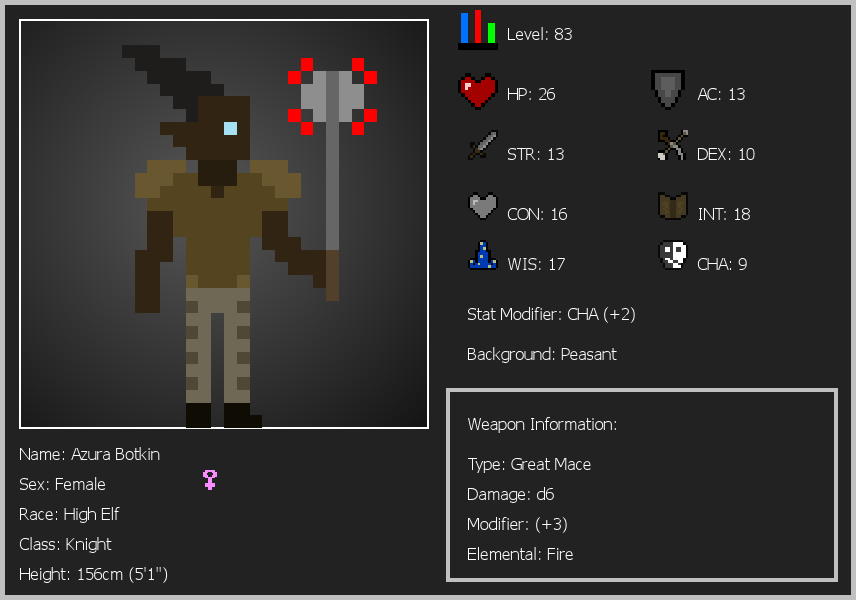 Level: 83
HP: 26
AC: 13
STR: 13
DEX: 10
CON: 16
INT: 18
WIS: 17
CHA: 9
Stat Modifier: CHA (+2)
Background: Peasant
Weapon Information:
Type: Great Mace
Damage: d6
Modifier: (+3)
Elemental: Fire
Name: Azura Botkin
Sex: Female
Race: High Elf
Class: Knight
Height: 156cm (5'1")